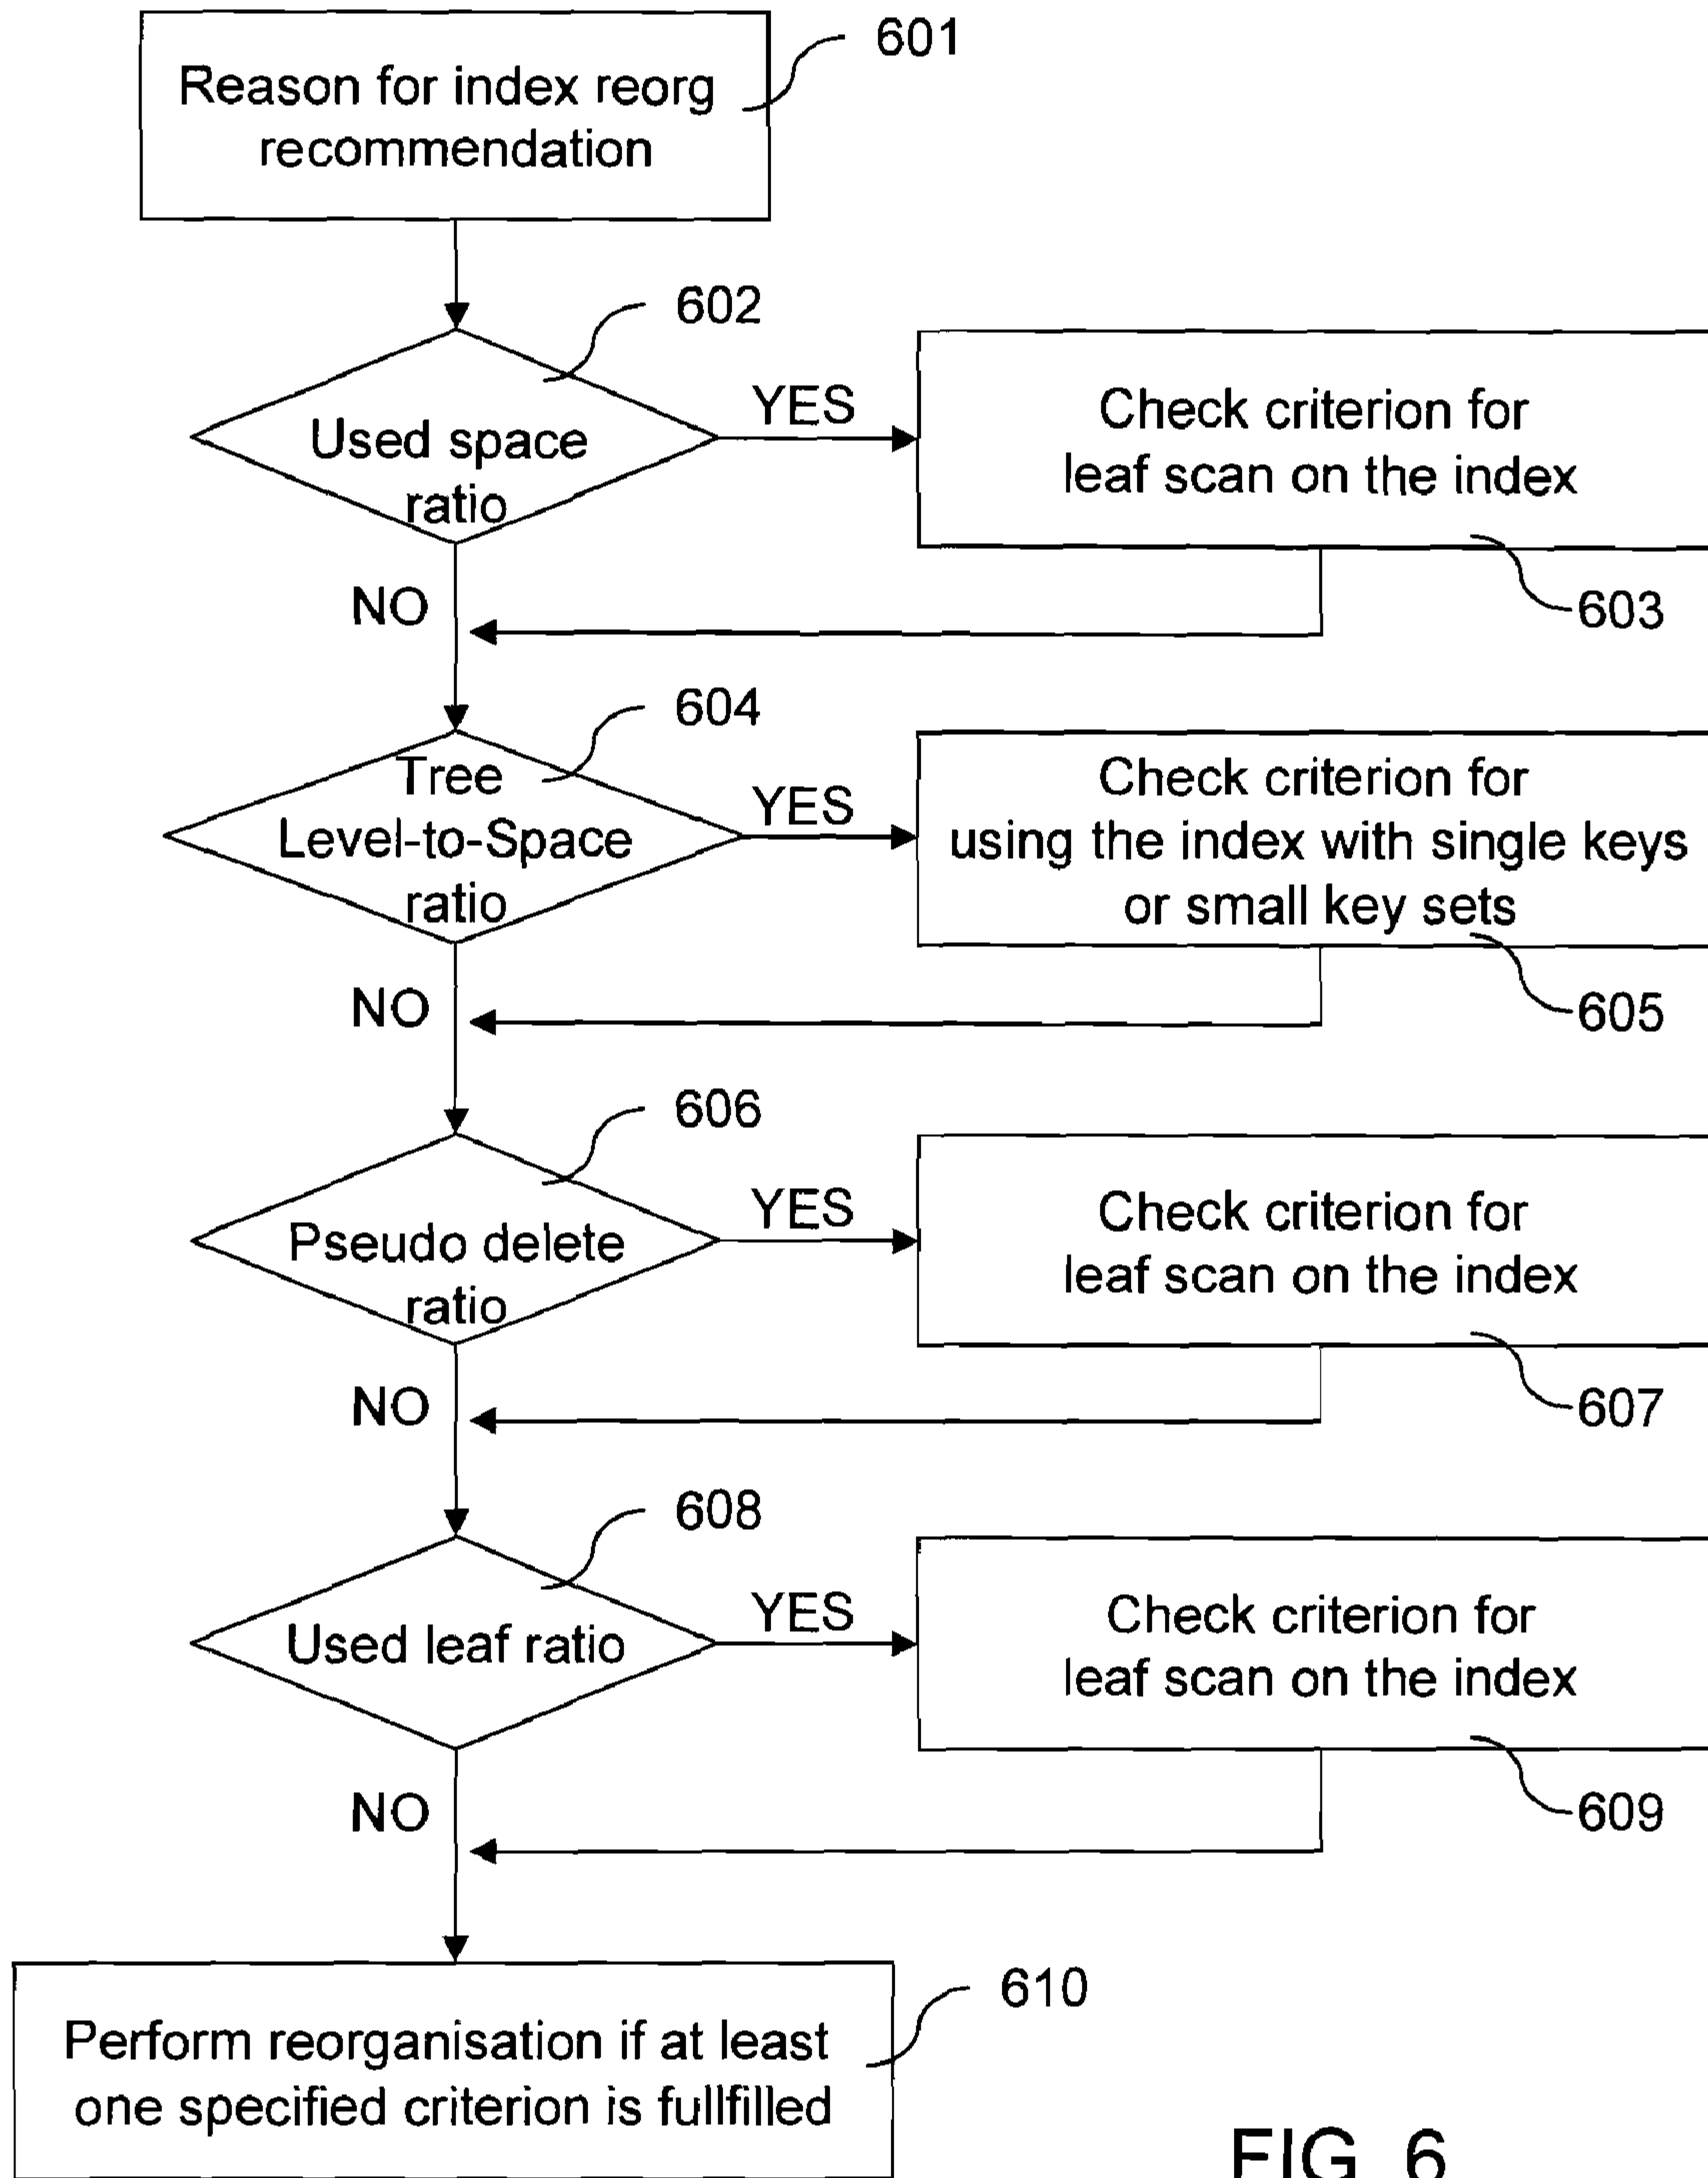 601
Reason for index reorg
recommendation
602
Used space
ratio
YES
Check criterion for
leaf scan on the index
603
NO
604
Tree
Level-to-Space
ratio
YES
Check criterion for
using the index with single keys
or small key sets
605
NO
606
Pseudo delete
ratio
YES
Check criterion for
leaf scan on the index
607
NO
608
Used leaf ratio
YES
Check criterion for
leaf scan on the index
609
NO
610
Perform reorganisation if at least
one specified criterion is fullfilled
FIG. 6